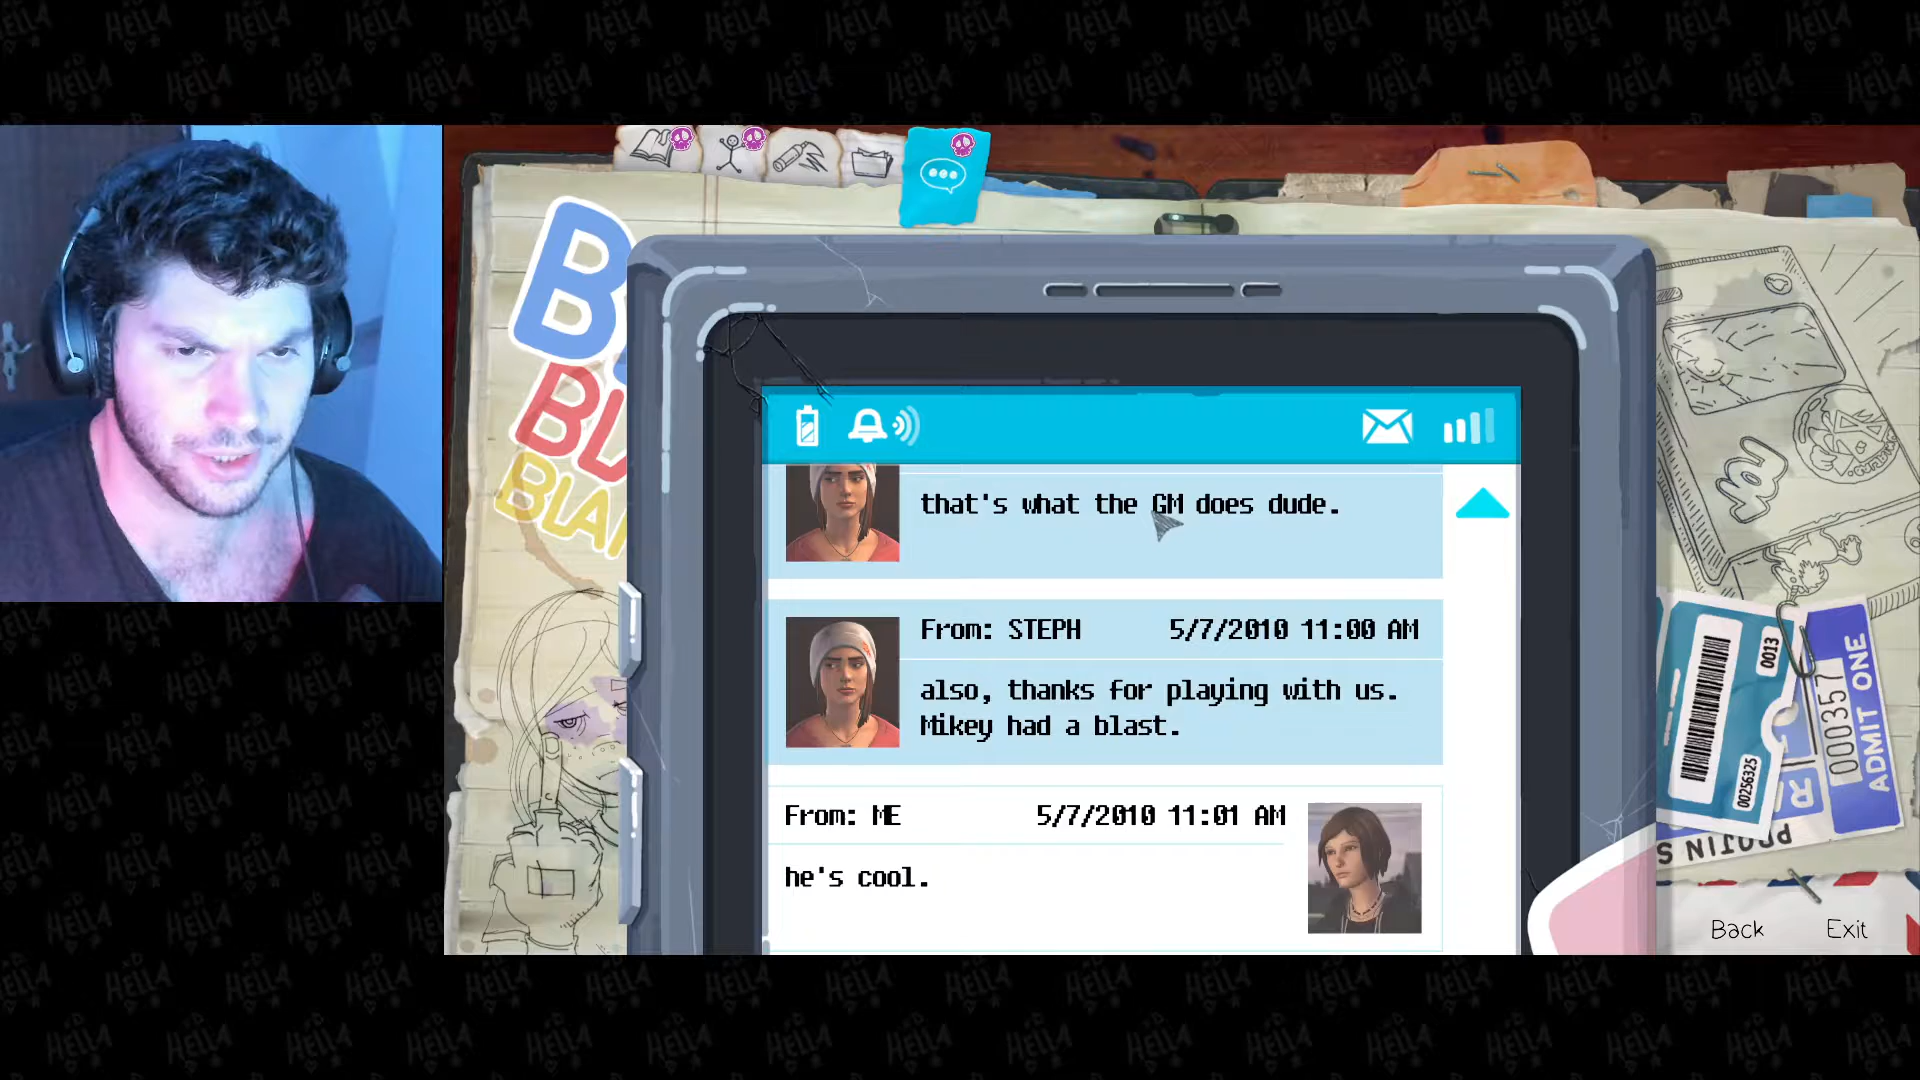 that's what the GM does dude.
From: STEPH 5/7/2010 11:00 AM
also, thanks for playing with us.
Mikey had a blast.
From: ME 5/7/2010 11:01 AM
he's cool.
0013
00256325
000357
ADMIT ONE
Back Exit
HELLA